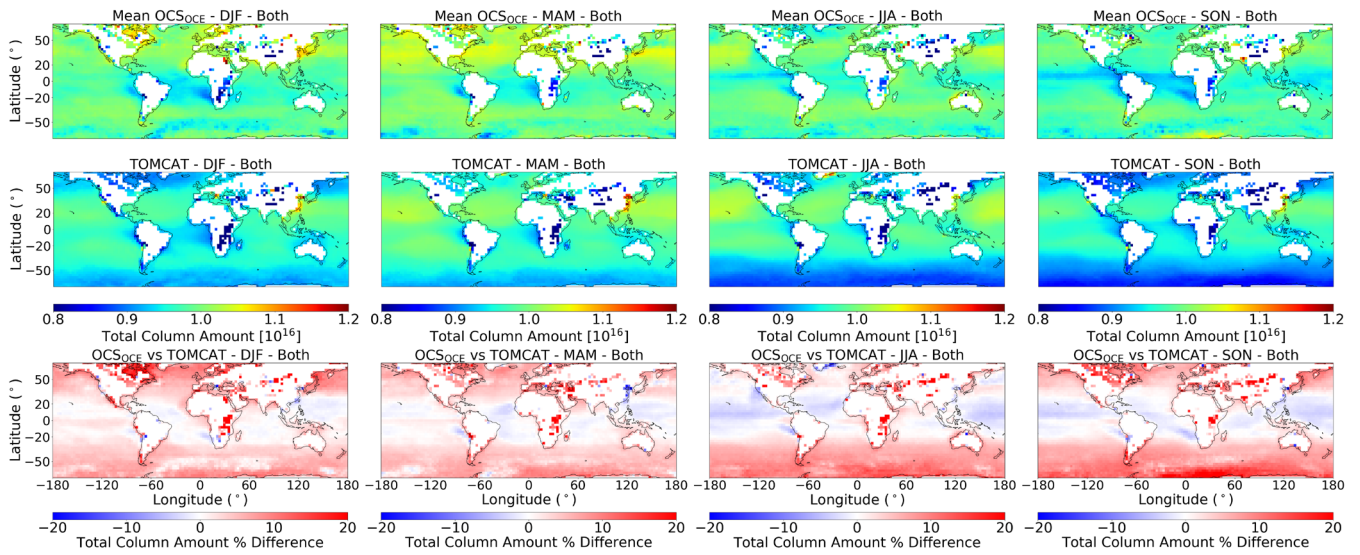 Mean OCS_OCE - DJF - Both
Mean OCS_OCE - MAM - Both
Mean OCS_OCE - JJA - Both
Mean OCS_OCE - SON - Both
Latitude (°)
50
20
0
−20
−50
TOMCAT - DJF - Both
TOMCAT - MAM - Both
TOMCAT - JJA - Both
TOMCAT - SON - Both
Latitude (°)
50
20
0
−20
−50
0.8 0.9 1.0 1.1 1.2
Total Column Amount [10^16]
0.8 0.9 1.0 1.1 1.2
Total Column Amount [10^16]
0.8 0.9 1.0 1.1 1.2
Total Column Amount [10^16]
0.8 0.9 1.0 1.1 1.2
Total Column Amount [10^16]
OCS_OCE vs TOMCAT - DJF - Both
OCS_OCE vs TOMCAT - MAM - Both
OCS_OCE vs TOMCAT - JJA - Both
OCS_OCE vs TOMCAT - SON - Both
Latitude (°)
50
20
0
−20
−50
−180 −120 −60 0 60 120 180
Longitude (°)
−120 −60 0 60 120 180
Longitude (°)
−120 −60 0 60 120 180
Longitude (°)
−120 −60 0 60 120 180
Longitude (°)
−20 −10 0 10 20
Total Column Amount % Difference
−20 −10 0 10 20
Total Column Amount % Difference
−20 −10 0 10 20
Total Column Amount % Difference
−20 −10 0 10 20
Total Column Amount % Difference